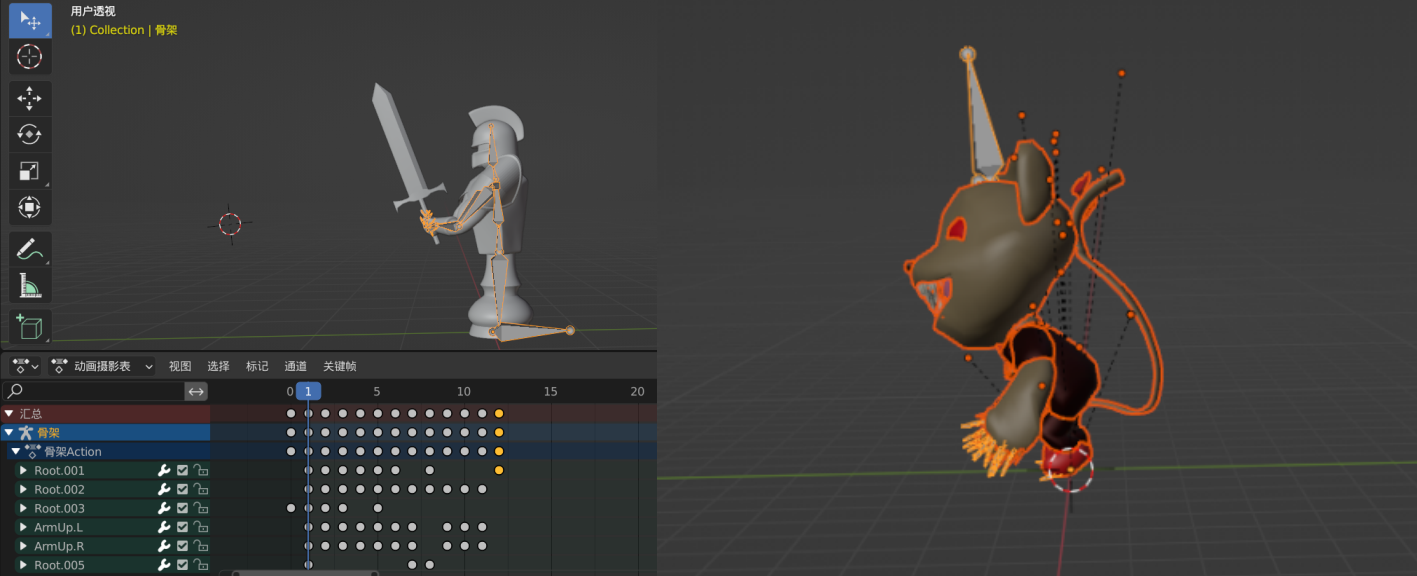 用户透视
(1) Collection | 骨架
动画摄影表 视图 选择 标记 通道 关键帧
0 1 5 10 15 20
汇总
骨架
骨架Action
Root.001
Root.002
Root.003
ArmUp.L
ArmUp.R
Root.005